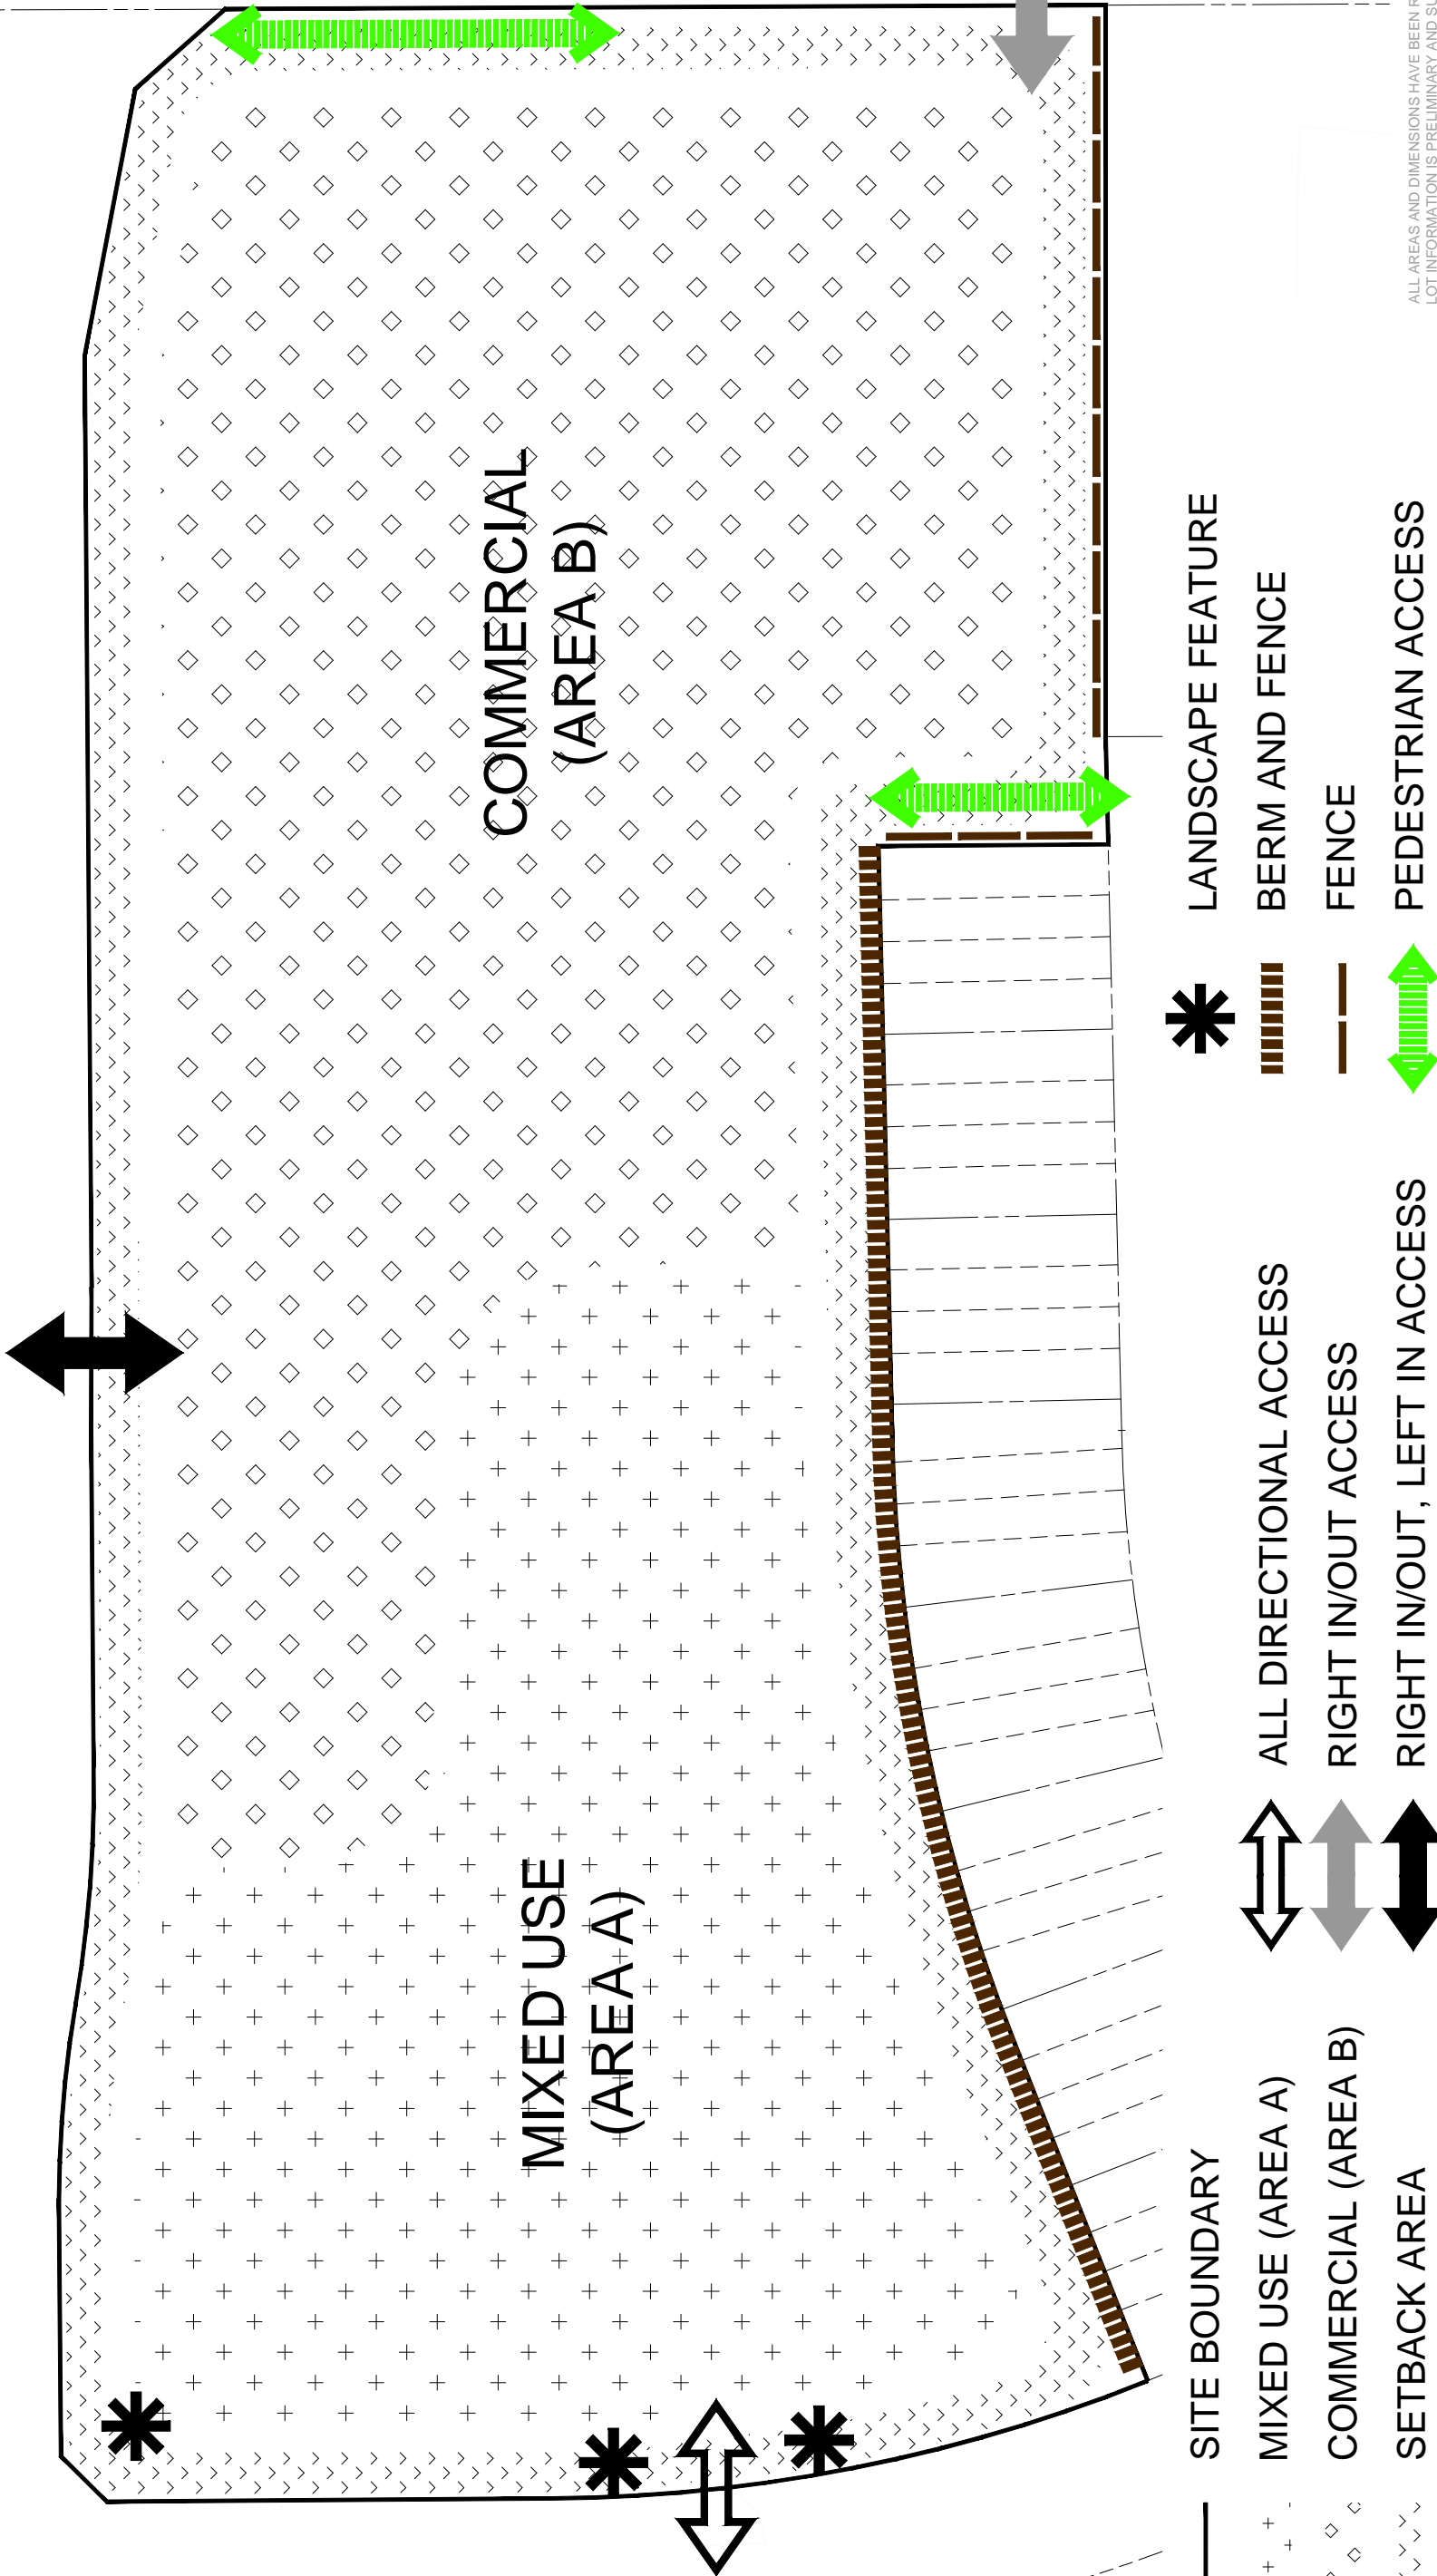 COMMERCIAL
(AREA B)
MIXED USE
(AREA A)
SITE BOUNDARY
MIXED USE (AREA A)
COMMERCIAL (AREA B)
SETBACK AREA
ALL DIRECTIONAL ACCESS
RIGHT IN/OUT ACCESS
RIGHT IN/OUT, LEFT IN ACCESS
LANDSCAPE FEATURE
BERM AND FENCE
FENCE
PEDESTRIAN ACCESS
ALL AREAS AND DIMENSIONS HAVE BEEN
LOT INFORMATION IS PRELIMINARY AND